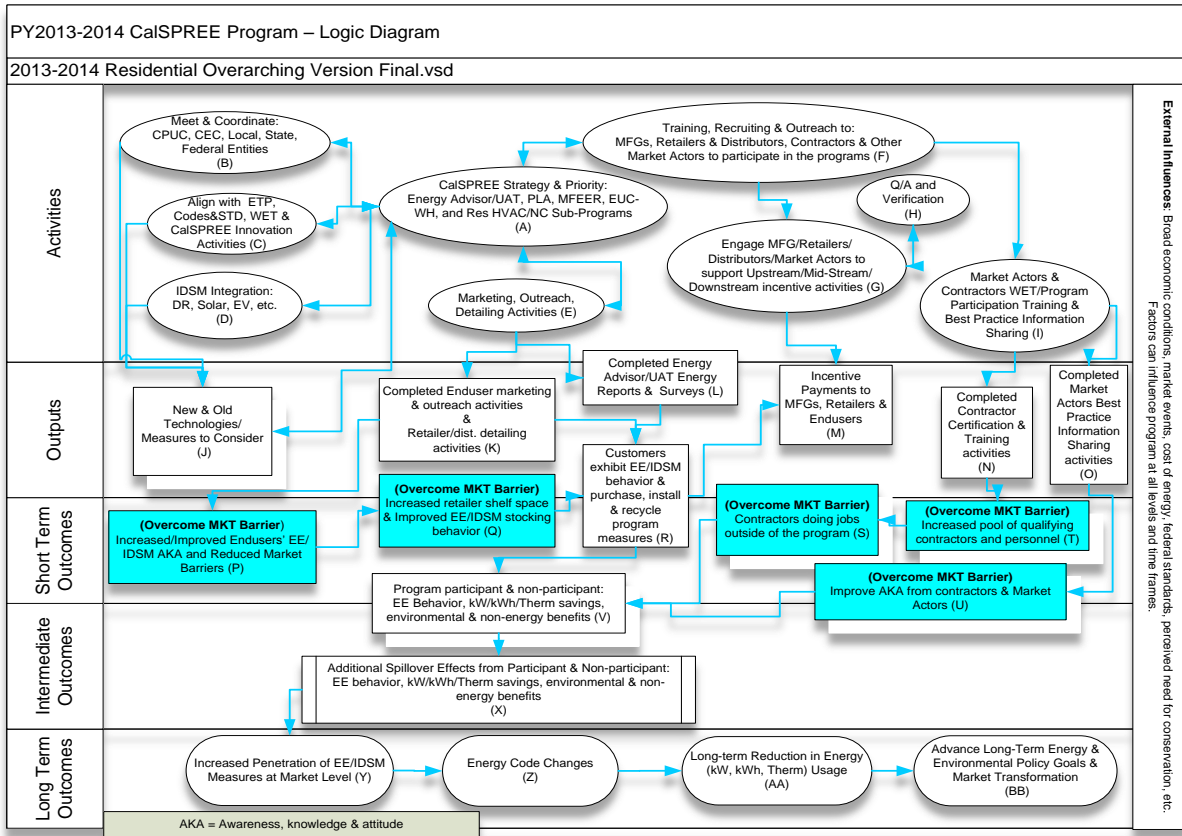 PY2013-2014 CalSPREE Program – Logic Diagram
2013-2014 Residential Overarching Version Final.vsd
Activities
Meet & Coordinate:
CPUC, CEC, Local, State,
Federal Entities
(B)
Align with ETP,
Codes&STD, WET &
CalSPREE Innovation
Activities (C)
IDSM Integration:
DR, Solar, EV, etc.
(D)
CalSPREE Strategy & Priority:
Energy Advisor/UAT, PLA, MFEER, EUC-
WH, and Res HVAC/NC Sub-Programs
(A)
Marketing, Outreach,
Detailing Activities (E)
Training, Recruiting & Outreach to:
MFGs, Retailers & Distributors, Contractors & Other
Market Actors to participate in the programs (F)
Q/A and
Verification
(H)
Engage MFG/Retailers/
Distributors/Market Actors to
support Upstream/Mid-Stream/
Downstream incentive activities (G)
Market Actors &
Contractors WET/Program
Participation Training &
Best Practice Information
Sharing (I)
Outputs
New & Old
Technologies/
Measures to Consider
(J)
Completed Enduser marketing
& outreach activities
&
Retailer/dist. detailing
activities (K)
Completed Energy
Advisor/UAT Energy
Reports & Surveys (L)
Customers
exhibit EE/IDSM
behavior &
purchase, install
& recycle
program
measures (R)
Incentive
Payments to
MFGs, Retailers &
Endusers
(M)
Completed
Contractor
Certification &
Training
activities
(N)
Completed
Market
Actors Best
Practice
Information
Sharing
activities
(O)
Short Term
Outcomes
(Overcome MKT Barrier)
Increased/Improved Endusers' EE/
IDSM AKA and Reduced Market
Barriers (P)
(Overcome MKT Barrier)
Increased retailer shelf space
& Improved EE/IDSM stocking
behavior (Q)
(Overcome MKT Barrier)
Contractors doing jobs
outside of the program (S)
(Overcome MKT Barrier)
Increased pool of qualifying
contractors and personnel (T)
(Overcome MKT Barrier)
Improve AKA from contractors & Market
Actors (U)
Program participant & non-participant:
EE Behavior, kW/kWh/Therm savings,
environmental & non-energy benefits (V)
Intermediate
Outcomes
Additional Spillover Effects from Participant & Non-participant:
EE behavior, kW/kWh/Therm savings, environmental & non-
energy benefits
(X)
Long Term
Outcomes
Increased Penetration of EE/IDSM
Measures at Market Level (Y)
Energy Code Changes
(Z)
Long-term Reduction in Energy
(kW, kWh, Therm) Usage
(AA)
Advance Long-Term Energy &
Environmental Policy Goals &
Market Transformation
(BB)
AKA = Awareness, knowledge & attitude
External Influences: Broad economic conditions, market events, cost of energy, federal standards, perceived need for conservation, etc.
Factors can influence program at all levels and time frames.